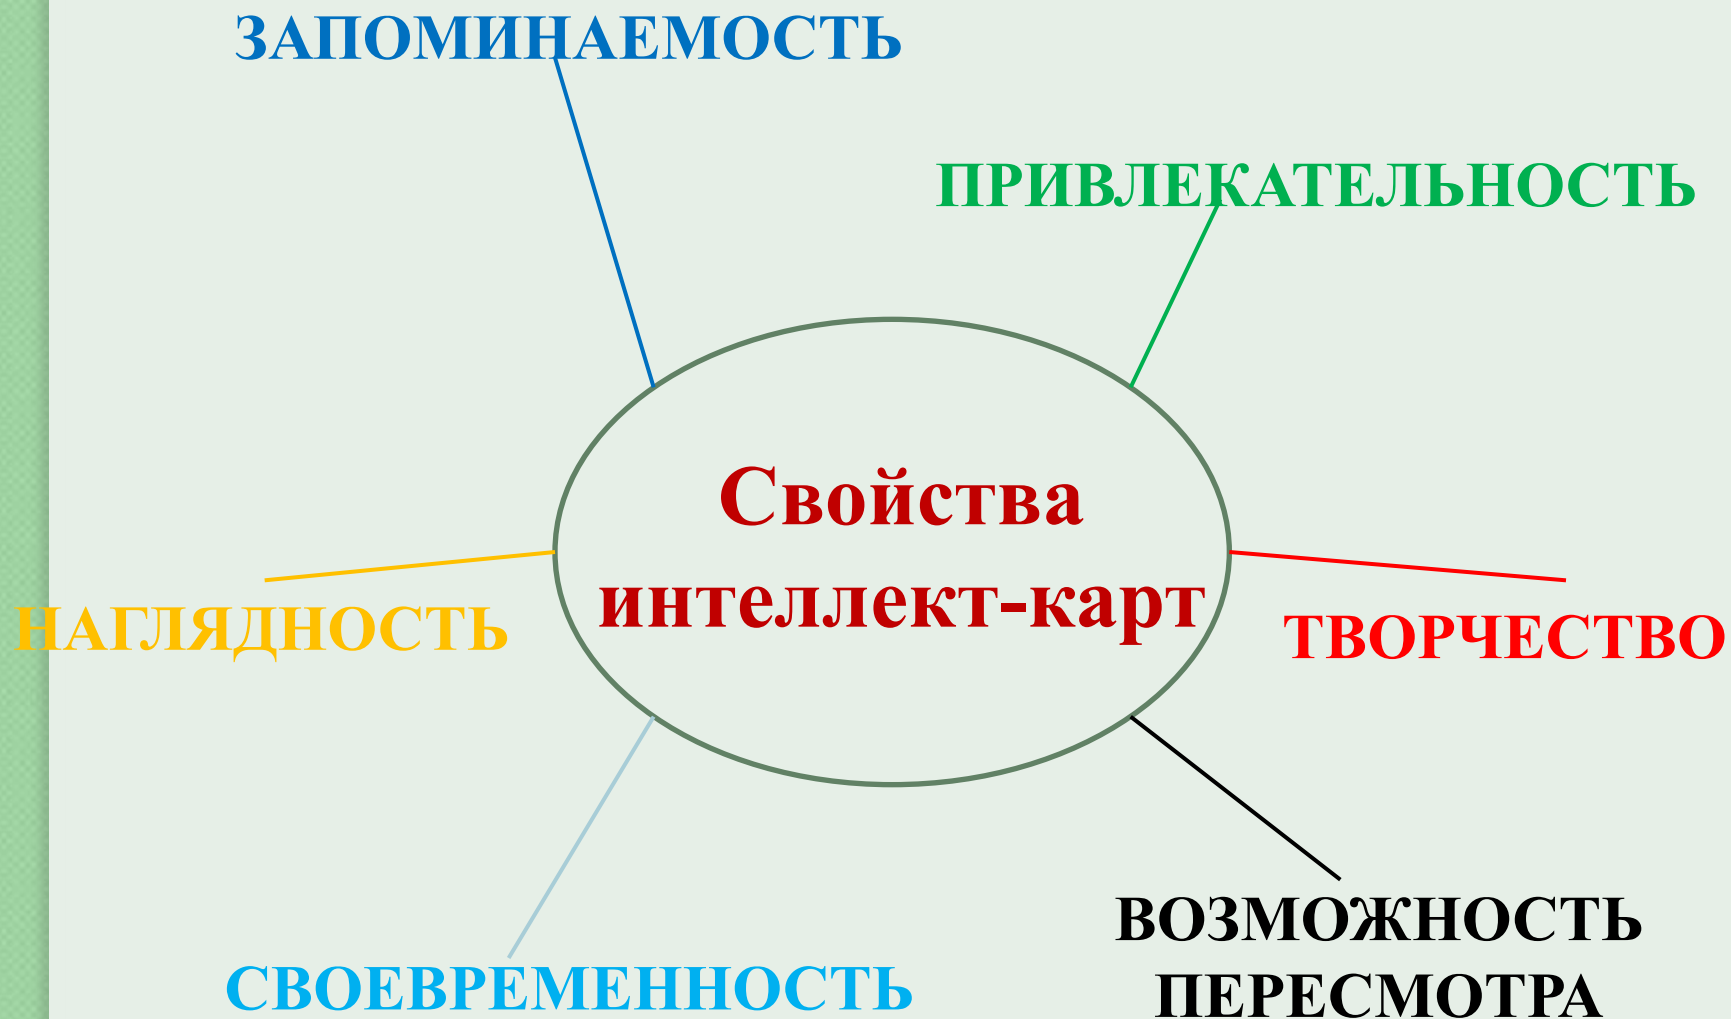 ЗАПОМИНАЕМОСТЬ
ПРИВЛЕКАТЕЛЬНОСТЬ
Свойства
интеллект-карт
НАГЛЯДНОСТЬ
ТВОРЧЕСТВО
ВОЗМОЖНОСТЬ
ПЕРЕСМОТРА
СВОЕВРЕМЕННОСТЬ